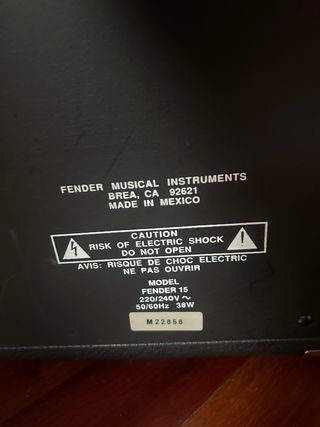 FENDER MUSICAL INSTRUMENTS
BREA, CA 92621
MADE IN MEXICO
CAUTION
RISK OF ELECTRIC SHOCK
DO NOT OPEN
AVIS: RISQUE DE CHOC ELECTRIC
NE PAS OUVRIR
MODEL
FENDER 15
220/240V ~
50/60Hz 38W
M22858